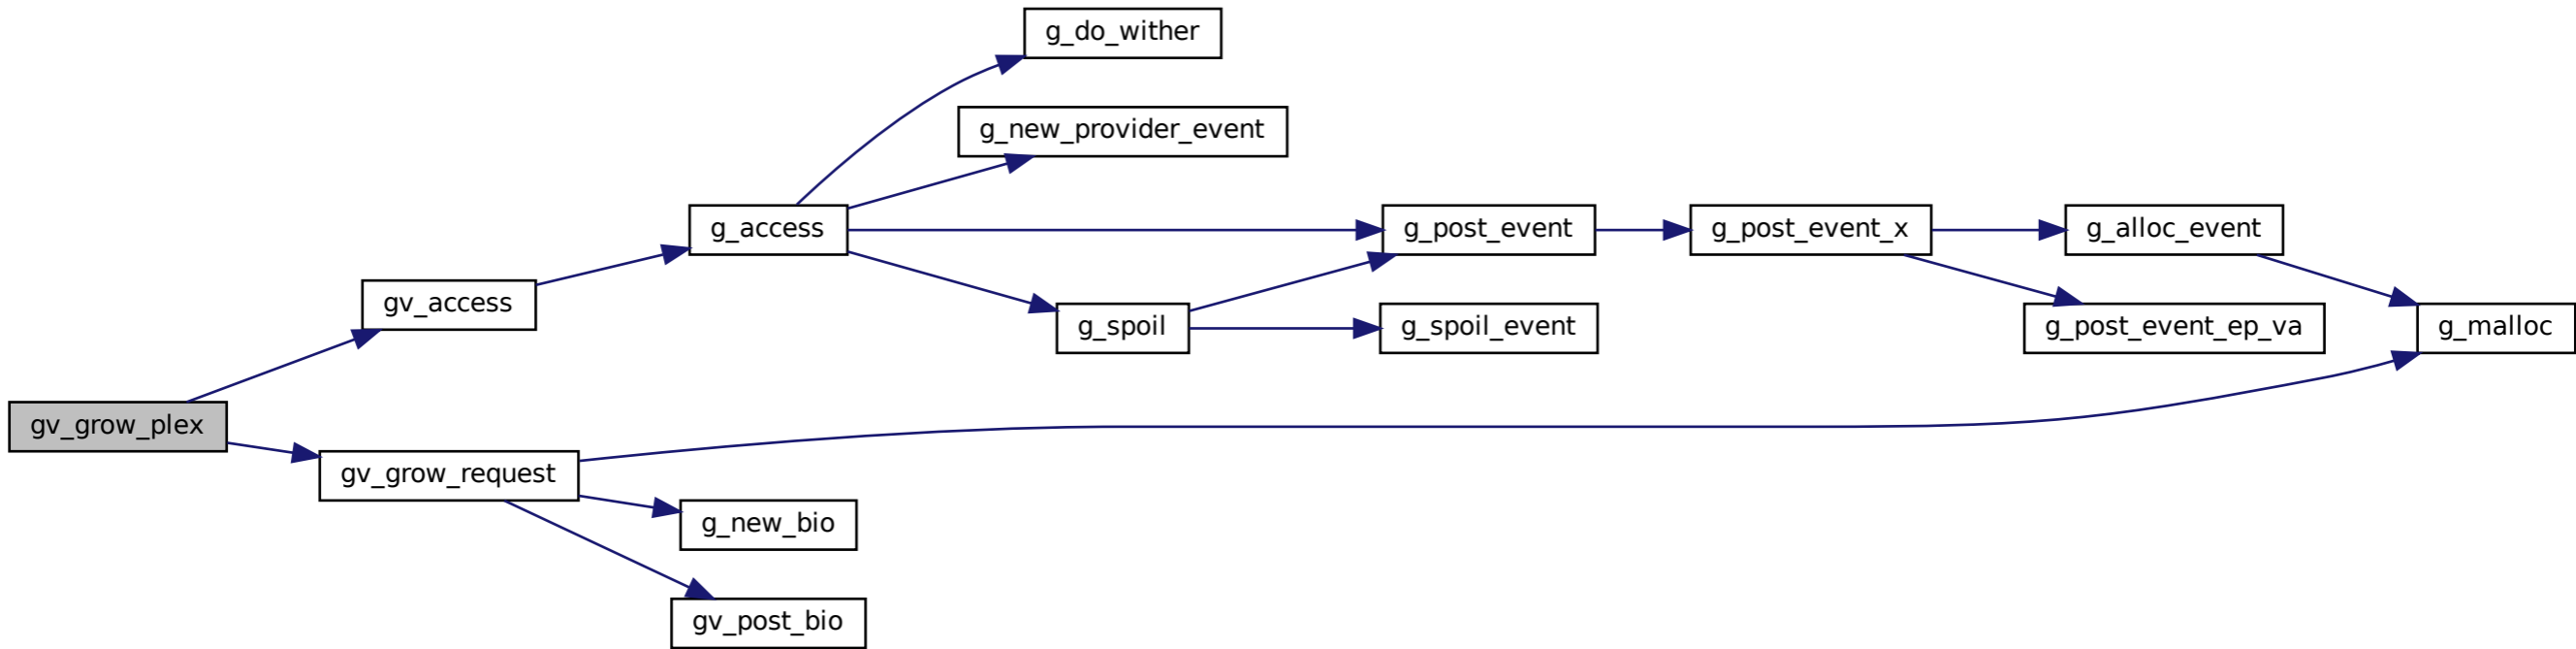 g_do_wither
g_new_provider_event
g_access
g_post_event
g_post_event_x
g_alloc_event
gv_access
g_spoil
g_spoil_event
g_post_event_ep_va
g_malloc
gv_grow_plex
gv_grow_request
g_new_bio
gv_post_bio